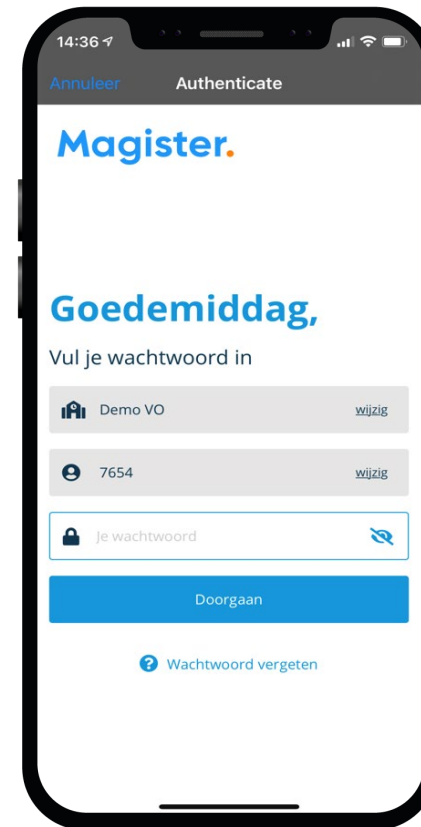 14:36
Annuleer Authenticate
Magister.
Goedemiddag,
Vul je wachtwoord in
Demo VO wijzig
7654 wijzig
Je wachtwoord
Doorgaan
? Wachtwoord vergeten